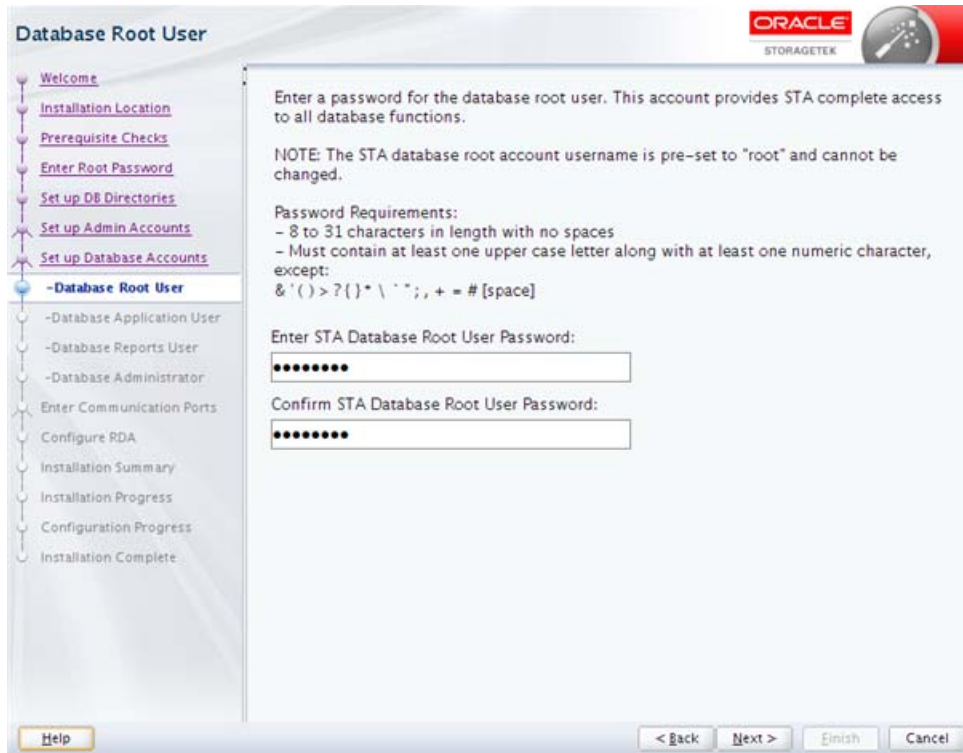 Database Root User
ORACLE
STORAGETEK
Welcome
Installation Location
Prerequisite Checks
Enter Root Password
Set up DB Directories
Set up Admin Accounts
Set up Database Accounts
-Database Root User
-Database Application User
-Database Reports User
-Database Administrator
Enter Communication Ports
Configure RDA
Installation Summary
Installation Progress
Configuration Progress
Installation Complete
Enter a password for the database root user. This account provides STA complete access
to all database functions.
NOTE: The STA database root account username is pre-set to "root" and cannot be
changed.
Password Requirements:
- 8 to 31 characters in length with no spaces
- Must contain at least one upper case letter along with at least one numeric character,
except:
& ' ( ) > ? { } * \ ` " ; , + = # [space]
Enter STA Database Root User Password:
●●●●●●●●
Confirm STA Database Root User Password:
●●●●●●●●
Help
< Back
Next >
Finish
Cancel